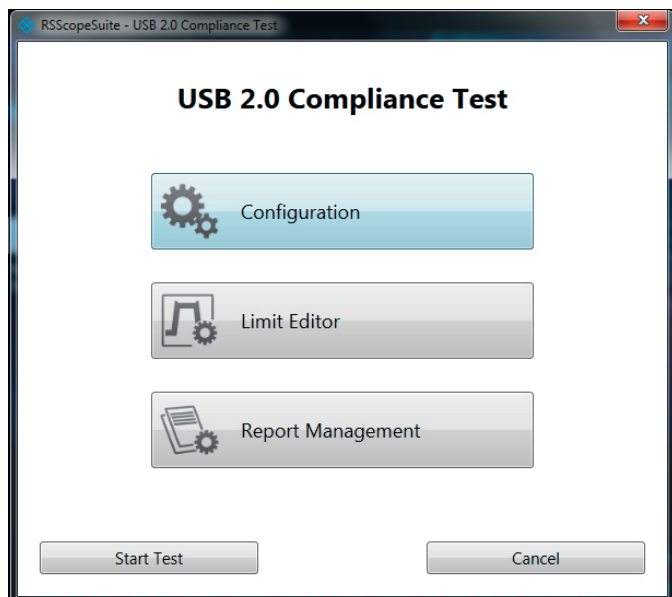 RSScopeSuite - USB 2.0 Compliance Test
USB 2.0 Compliance Test
Configuration
Limit Editor
Report Management
Start Test
Cancel